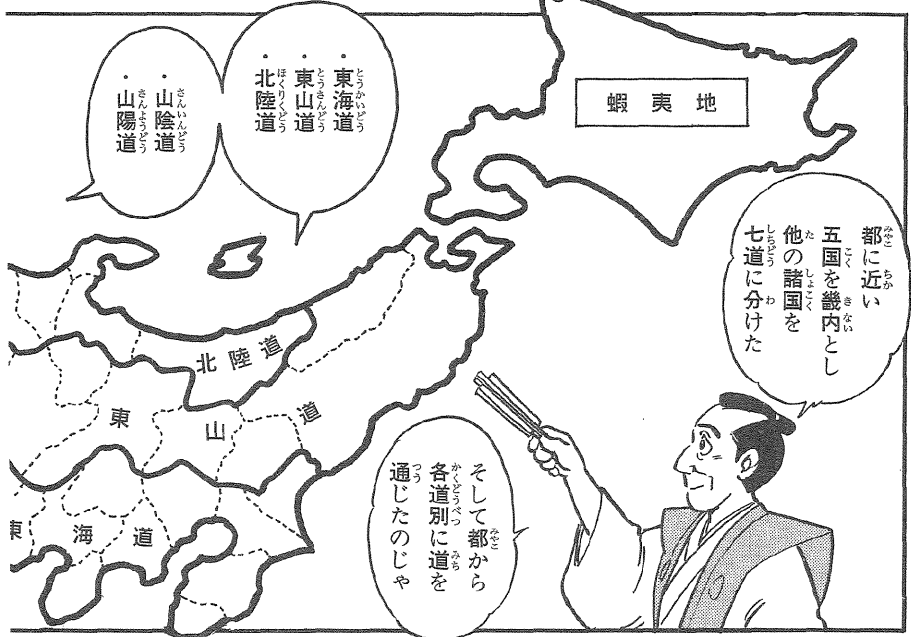 都に近い
五国を畿内とし
他の諸国を
七道に分けた
蝦夷地
・東海道
・東山道
・北陸道
・山陰道
・山陽道
北陸道
東山道
東海道
そして都から
各道別に道を
通じたのじゃ